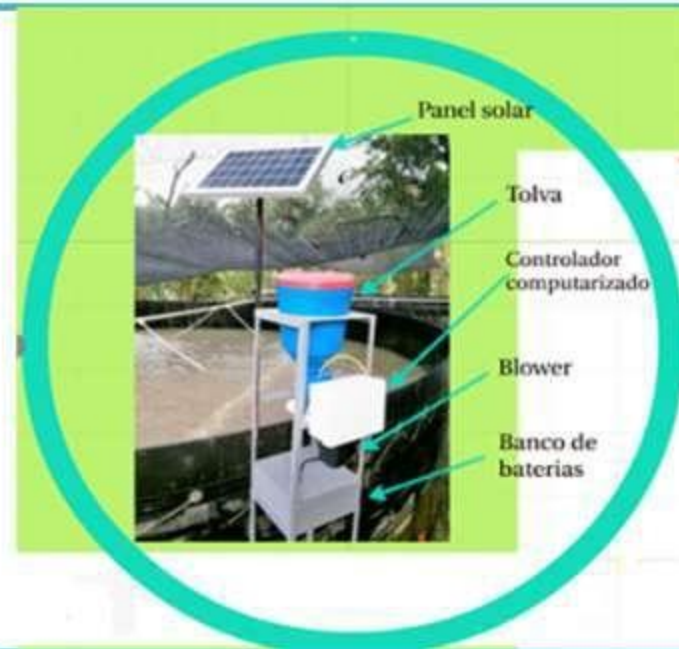 Panel solar
Tolva
Controlador
computarizado
Blower
Banco de
baterias